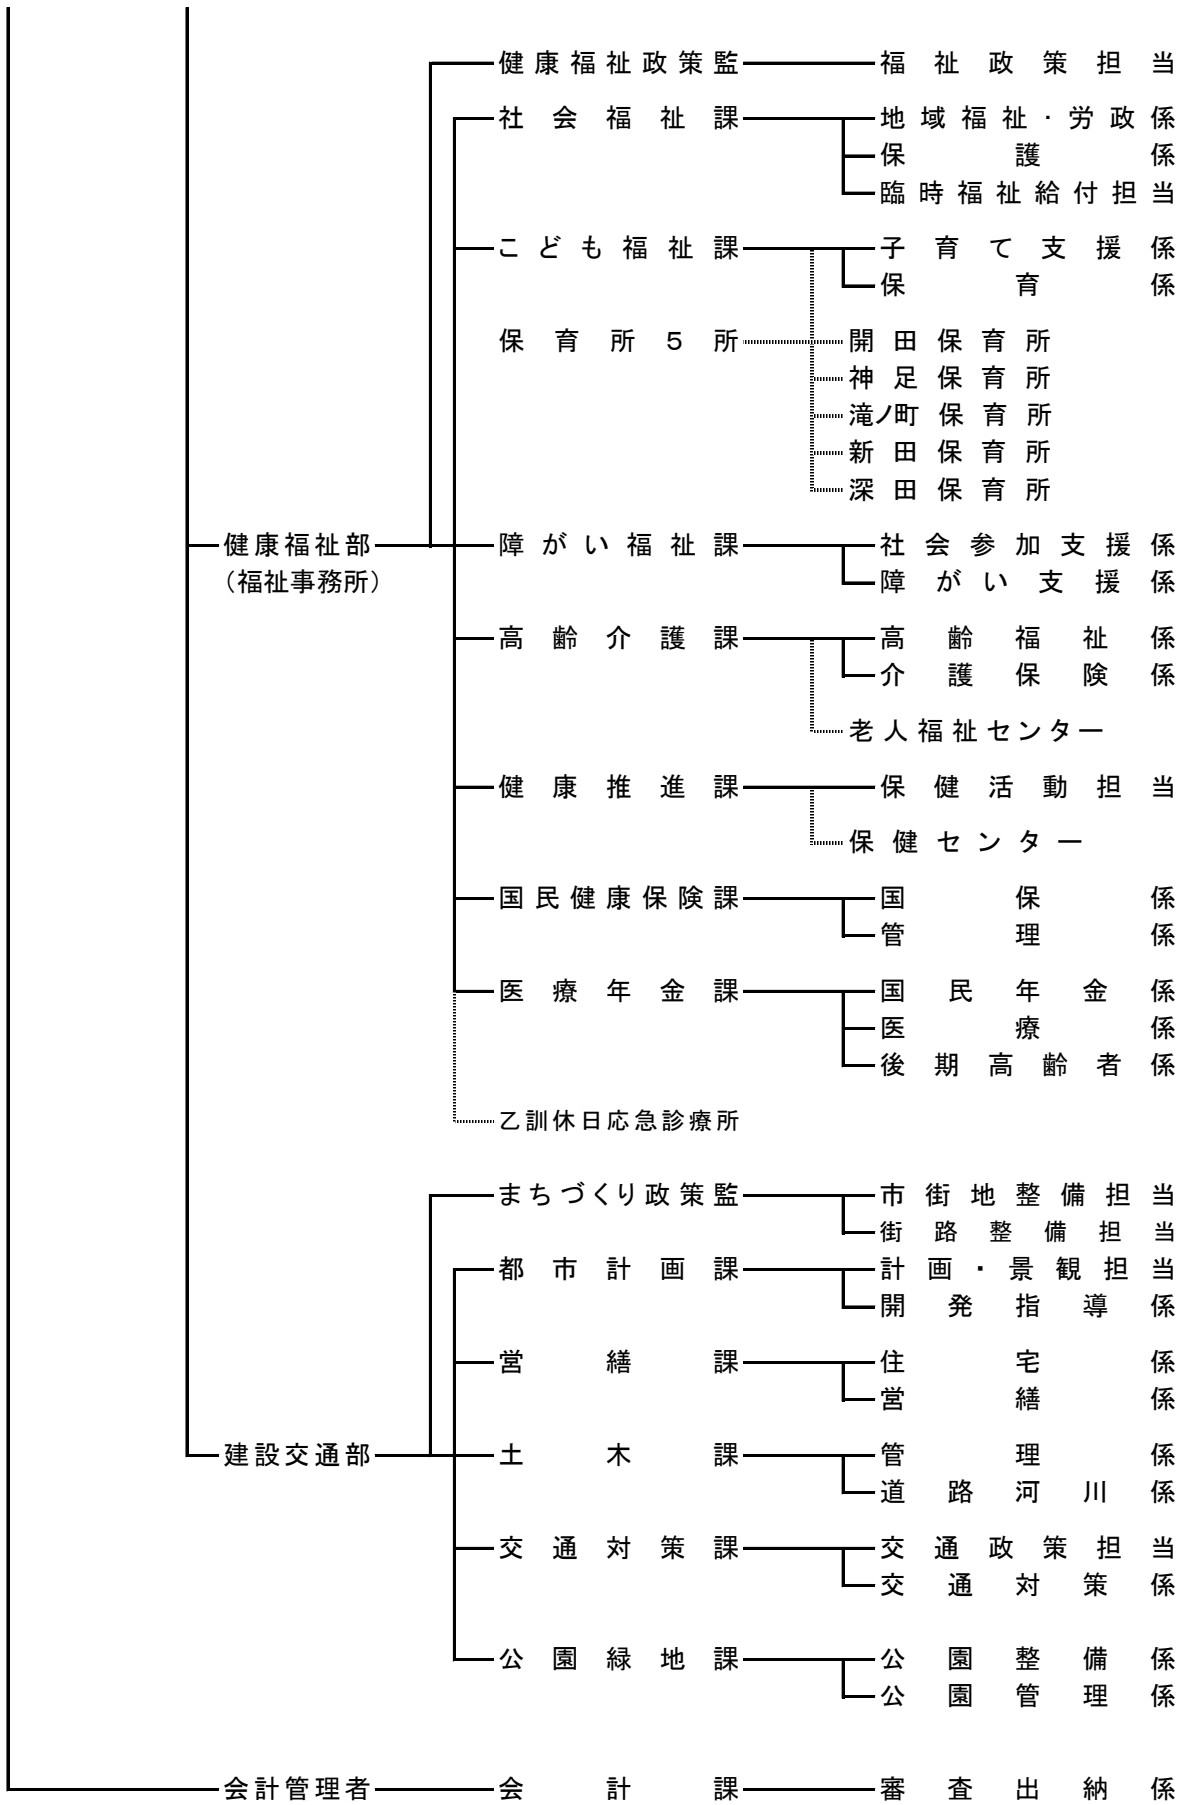 健康福祉政策監 福祉政策担当
社会福祉課 地域福祉・労政係
保護係
臨時福祉給付担当
こども福祉課 子育て支援係
保育係
保育所５所 開田保育所
神足保育所
滝ノ町保育所
新田保育所
深田保育所
健康福祉部 障がい福祉課 社会参加支援係
（福祉事務所） 障がい支援係
高齢介護課 高齢福祉係
介護保険係
老人福祉センター
健康推進課 保健活動担当
保健センター
国民健康保険課 国保係
管理係
医療年金課 国民年金係
医療係
後期高齢者係
乙訓休日応急診療所
まちづくり政策監 市街地整備担当
街路整備担当
都市計画課 計画・景観担当
開発指導係
営繕課 住宅係
営繕係
建設交通部 土木課 管理係
道路河川係
交通対策課 交通政策担当
交通対策係
公園緑地課 公園整備係
公園管理係
会計管理者 会計課 審査出納係